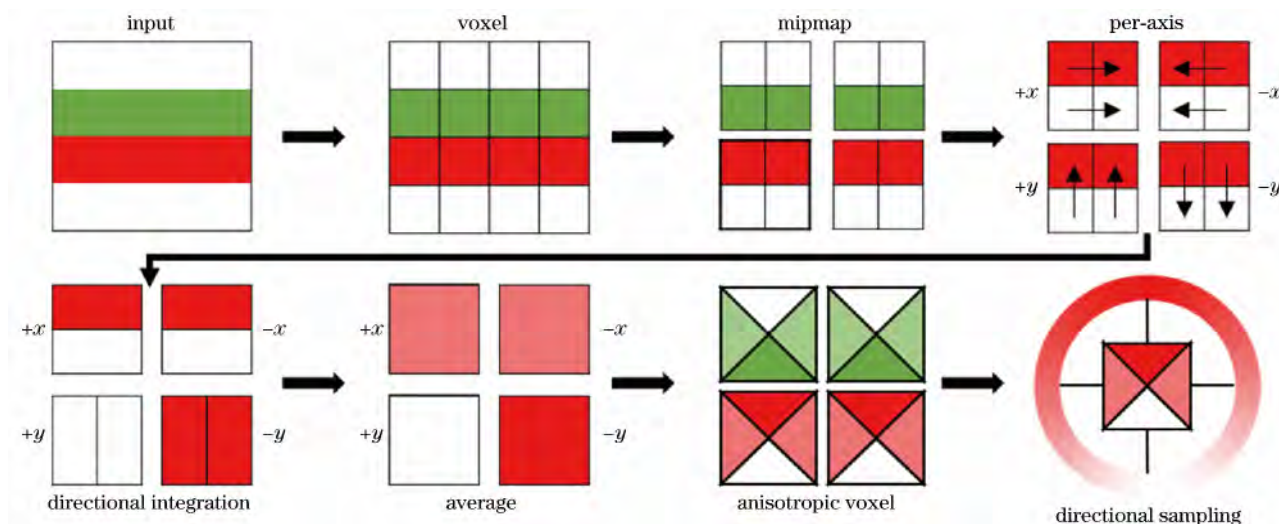 input
voxel
mipmap
per-axis
+x
−x
+y
−y
+x
−x
+y
−y
directional integration
+x
−x
+y
−y
average
anisotropic voxel
directional sampling